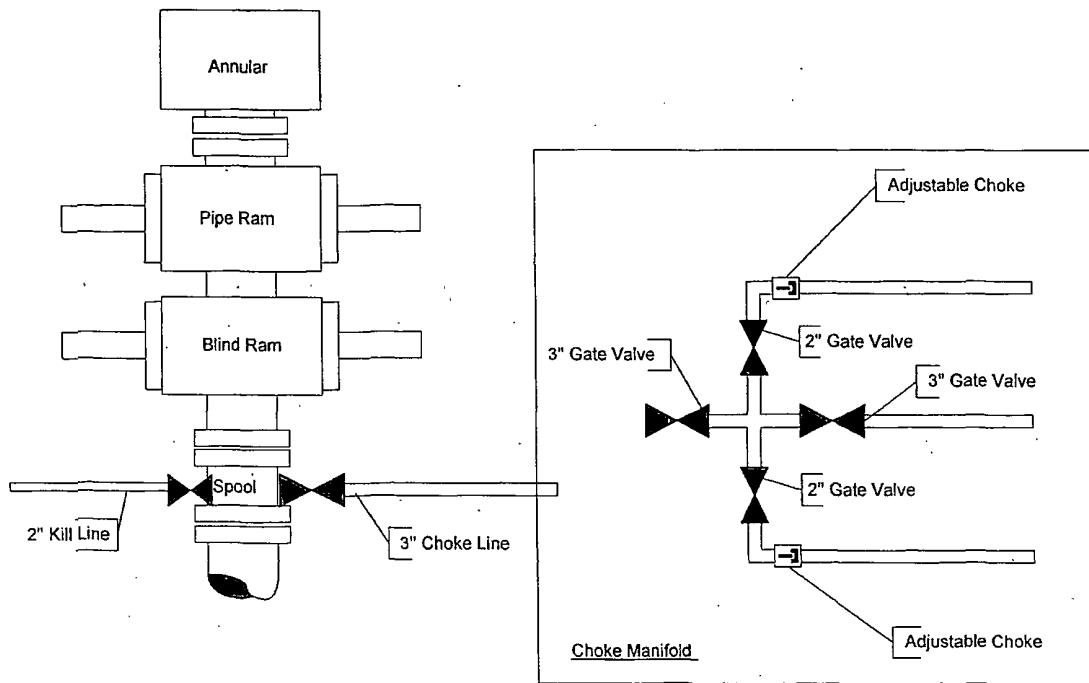 Annular
Pipe Ram
Blind Ram
Spool
2" Kill Line
3" Choke Line
Adjustable Choke
2" Gate Valve
3" Gate Valve
3" Gate Valve
2" Gate Valve
Adjustable Choke
Choke Manifold